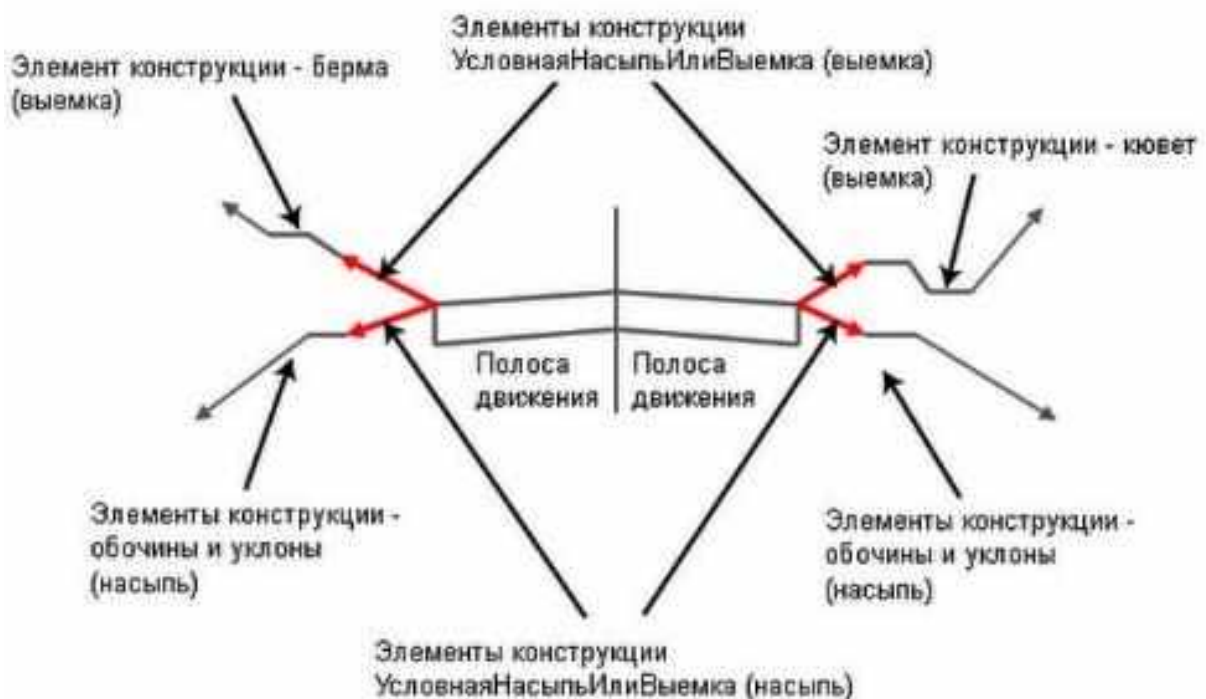 Элементы конструкции
УсловнаяНасыпьИлиВыемка (выемка)
Элемент конструкции - берма
(выемка)
Элемент конструкции - кювет
(выемка)
Полоса
движения
Полоса
движения
Элементы конструкции -
обочины и уклоны
(насыпь)
Элементы конструкции -
обочины и уклоны
(насыпь)
Элементы конструкции
УсловнаяНасыпьИлиВыемка (насыпь)